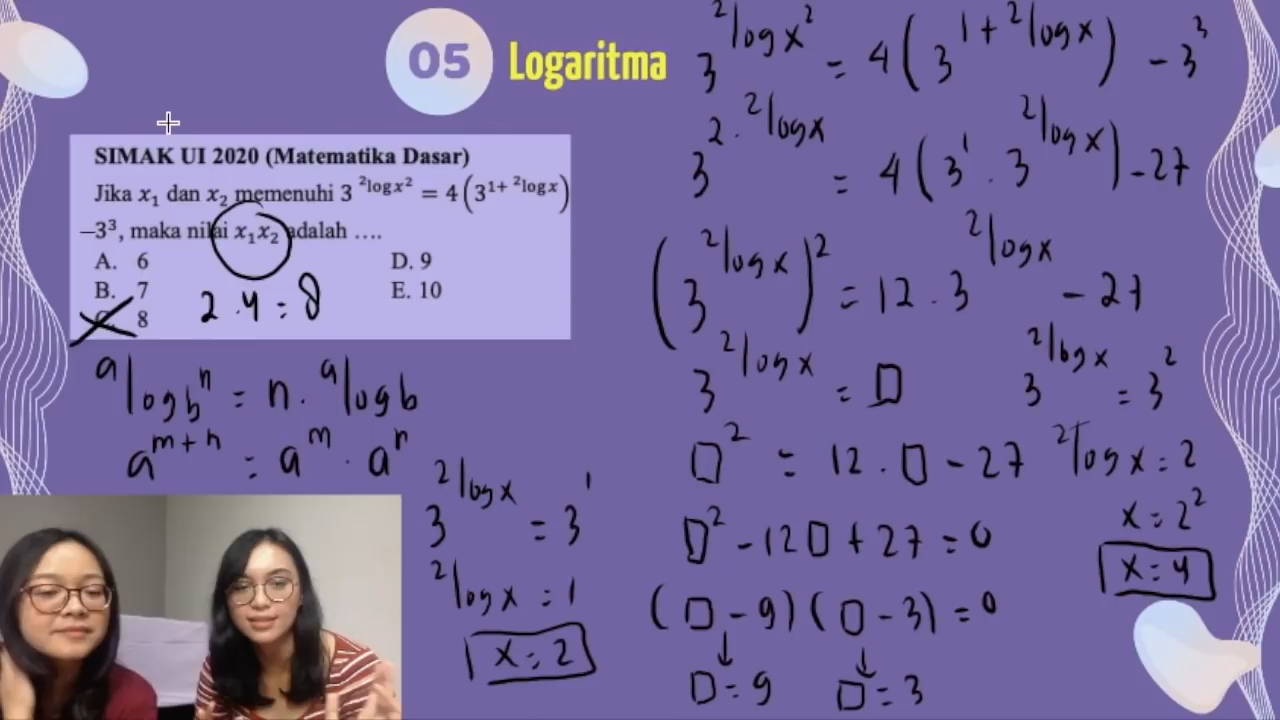 05 Logaritma
SIMAK UI 2020 (Matematika Dasar)
Jika x₁ dan x₂ memenuhi 3^(²log x²) = 4(3^(1+ ²log x))
−3³, maka nilai x₁x₂ adalah ….
A. 6
B. 7
C. 8
D. 9
E. 10
2 . 4 = 8
ᵃlog bⁿ = n . ᵃlog b
a^(m+n) = a^m . a^n
3^(²log x) = 3¹
²log x = 1
x = 2
3^(²log x²) = 4(3^(1+²log x)) - 3³
3^(2 . ²log x) = 4(3¹ . 3^(²log x)) - 27
(3^(²log x))² = 12 . 3^(²log x) - 27
3^(²log x) = □
□² = 12 . □ - 27
□² - 12□ + 27 = 0
(□ - 9)(□ - 3) = 0
↓ ↓
□ = 9 □ = 3
3^(²log x) = 3²
²log x = 2
x = 2²
x = 4